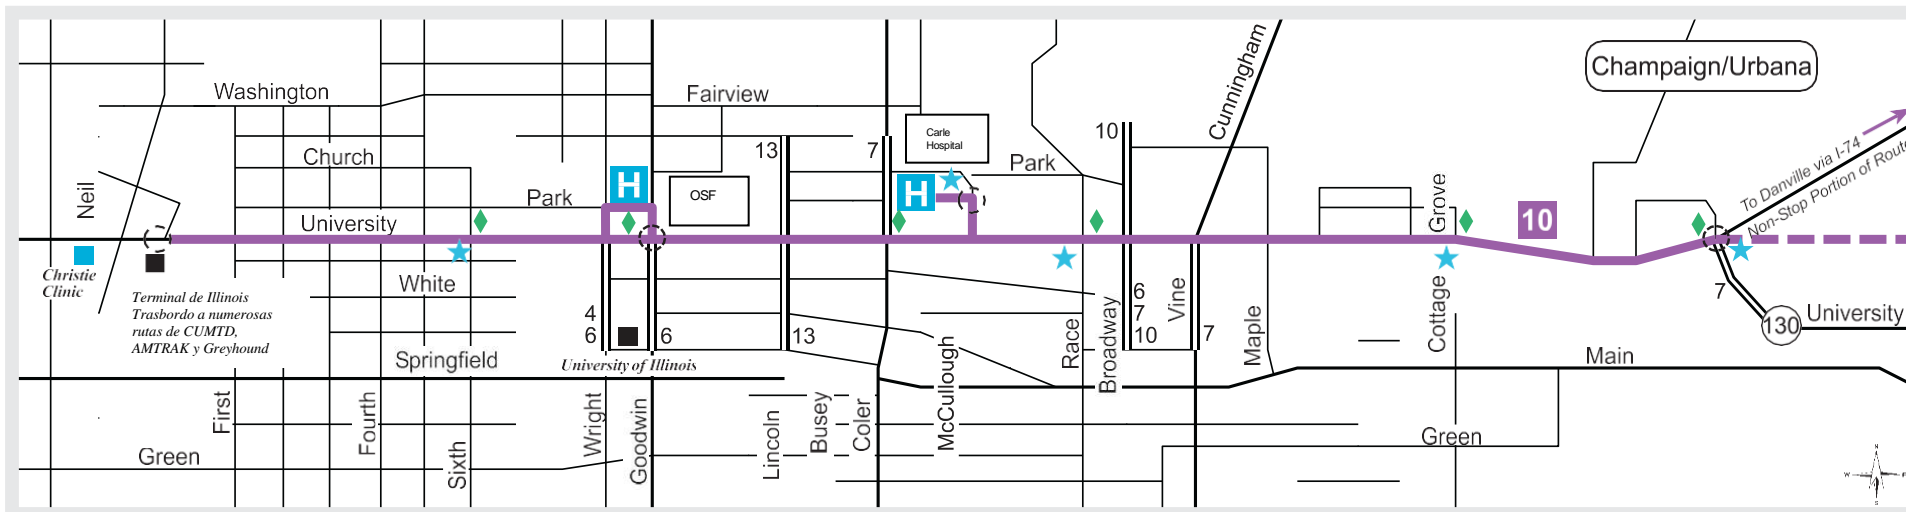 Champaign/Urbana
Washington
Fairview
Cunningham
Carle
Hospital
Church
Park
Park
13
7
10
Neil
H
OSF
H
Grove
10
To Danville via I-74
Non-Stop Portion of Route
University
Christie
Clinic
Terminal de Illinois
Trasbordo a numerosas
rutas de CUMTD,
AMTRAK y Greyhound
White
4
6
6
13
6
7
10
Vine
7
Maple
Cottage
7
130
University
Springfield
University of Illinois
McCullough
Race
Broadway
Main
First
Fourth
Sixth
Wright
Goodwin
Lincoln
Busey
Coler
Green
Green
N
W
S